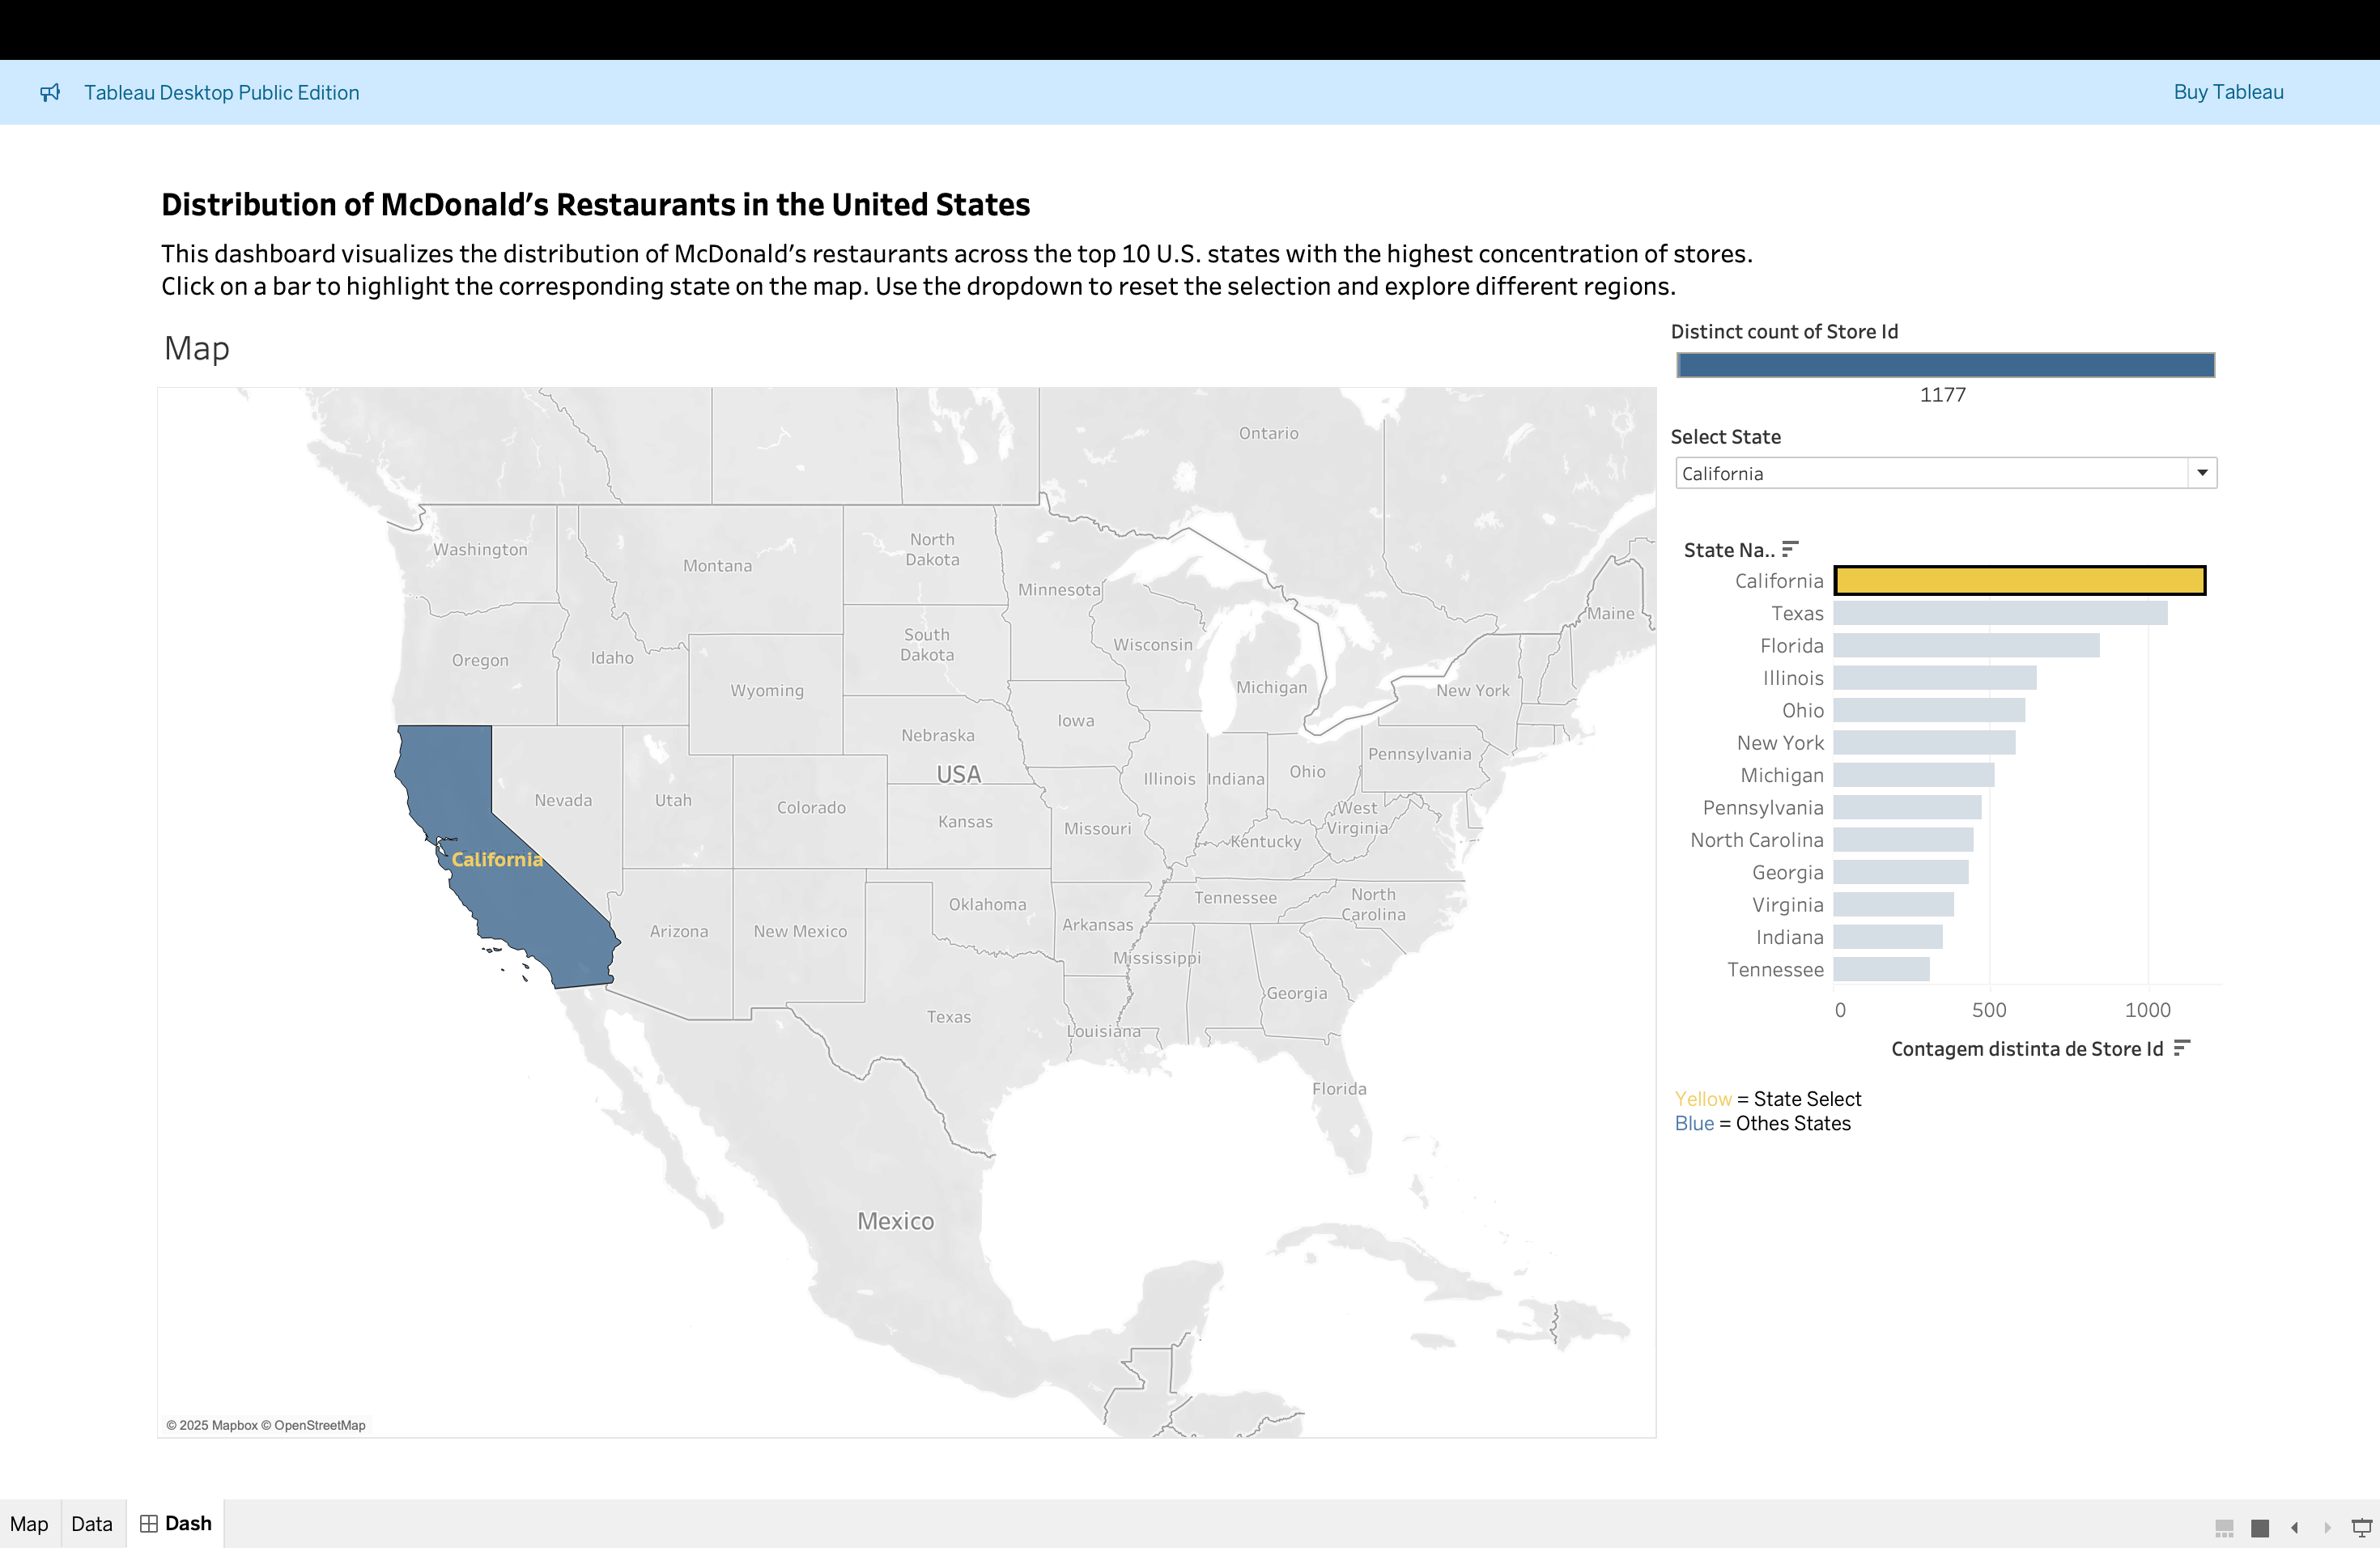 Tableau Desktop Public Edition
Buy Tableau
Distribution of McDonald's Restaurants in the United States
This dashboard visualizes the distribution of McDonald's restaurants across the top 10 U.S. states with the highest concentration of stores.
Click on a bar to highlight the corresponding state on the map. Use the dropdown to reset the selection and explore different regions.
Map
Ontario
Washington
Montana
North
Dakota
Minnesota
Maine
Oregon
Idaho
South
Dakota
Wisconsin
Wyoming
Michigan
New York
Iowa
Nebraska
Pennsylvania
USA
Illinois
Indiana
Ohio
Nevada
Utah
Colorado
Kansas
Missouri
West
Virginia
Kentucky
California
Oklahoma
Tennessee
North
Carolina
Arizona
New Mexico
Arkansas
Mississippi
Georgia
Texas
Louisiana
Florida
Mexico
© 2025 Mapbox © OpenStreetMap
Distinct count of Store Id
1177
Select State
California
State Na..
California
Texas
Florida
Illinois
Ohio
New York
Michigan
Pennsylvania
North Carolina
Georgia
Virginia
Indiana
Tennessee
0 500 1000
Contagem distinta de Store Id
Yellow = State Select
Blue = Othes States
Map Data Dash